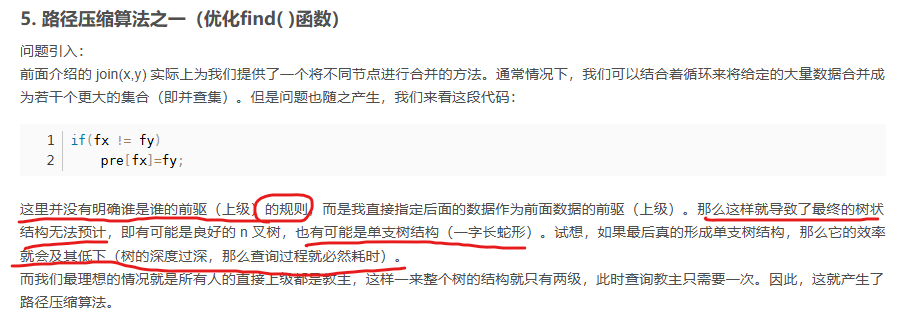 5. 路径压缩算法之一（优化find( )函数）
问题引入：
前面介绍的 join(x,y) 实际上为我们提供了一个将不同节点进行合并的方法。通常情况下，我们可以结合着循环来将给定的大量数据合并成
为若干个更大的集合（即并查集）。但是问题也随之产生，我们来看这段代码：
1 if(fx != fy)
2     pre[fx]=fy;
这里并没有明确谁是谁的前驱（上级）的规则，而是我直接指定后面的数据作为前面数据的前驱（上级）。那么这样就导致了最终的树状
结构无法预计，即有可能是良好的 n 叉树，也有可能是单支树结构（一字长蛇形）。试想，如果最后真的形成单支树结构，那么它的效率
就会及其低下（树的深度过深，那么查询过程就必然耗时）。
而我们最理想的情况就是所有人的直接上级都是教主，这样一来整个树的结构就只有两级，此时查询教主只需要一次。因此，这就产生了
路径压缩算法。